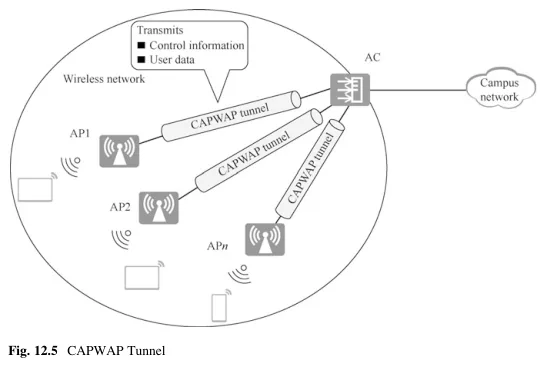 Transmits
■ Control information
■ User data
AC
Wireless network
Campus
network
CAPWAP tunnel
AP1
CAPWAP tunnel
CAPWAP tunnel
AP2
APn
Fig. 12.5 CAPWAP Tunnel